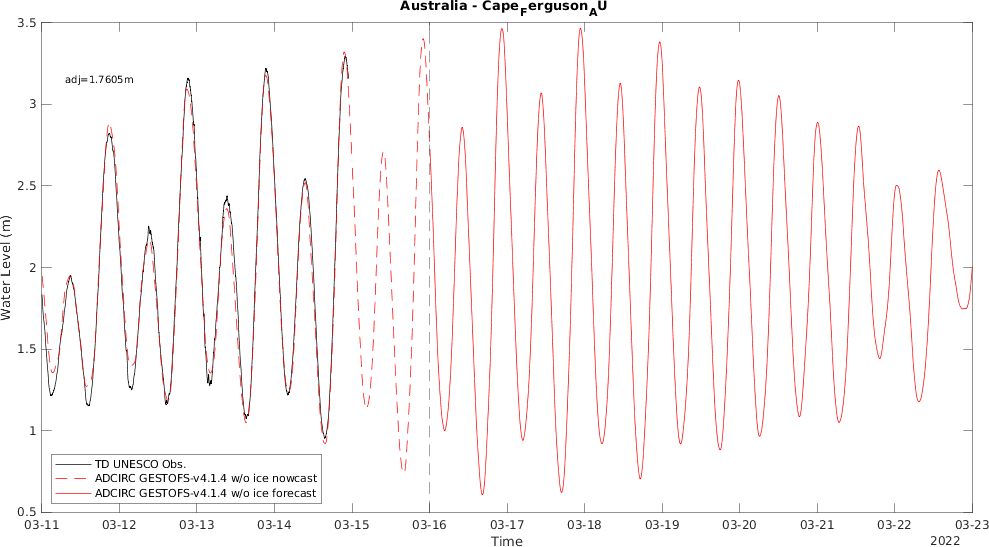 Australia - CapeFergusonAU
3.5
adj=1.7605m
3
2.5
2
Water Level (m)
1.5
1
TD UNESCO Obs.
ADCIRC GESTOFS-v4.1.4 w/o ice nowcast
ADCIRC GESTOFS-v4.1.4 w/o ice forecast
0.5
03-11 03-12 03-13 03-14 03-15 03-16 03-17 03-18 03-19 03-20 03-21 03-22 03-23
Time
2022